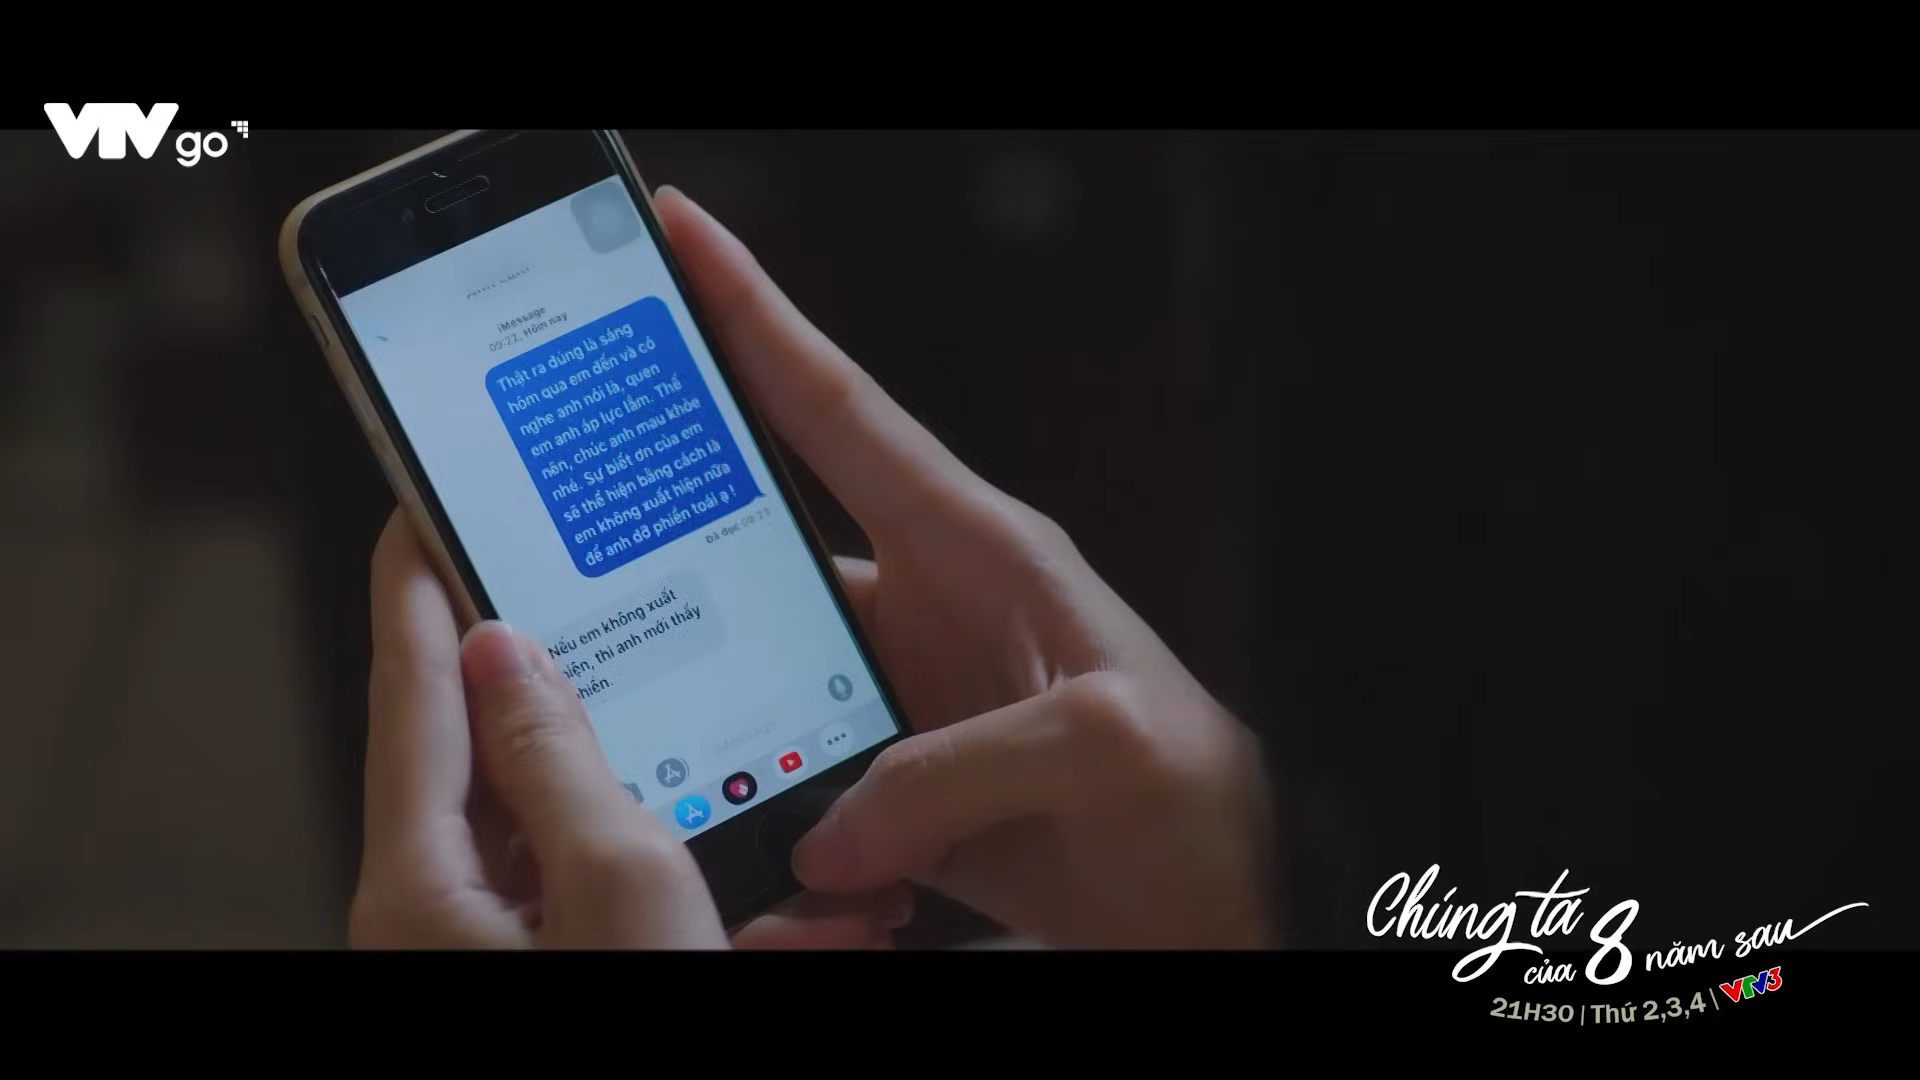 VTV go
iMessage
09:22, Hôm nay
Thật ra đúng là sáng
hôm qua em đến và có
nghe anh nói là, quen
em anh áp lực lắm. Thế
nên, chúc anh mau khỏe
nhé. Sự biết ơn của em
sẽ thể hiện bằng cách là
em không xuất hiện nữa
để anh đỡ phiền toái ạ !
Đã đọc 09:23
Nếu em không xuất
hiện, thì anh mới thấy
phiền.
iMessage
Chúng ta
của 8 năm sau
21H30 | Thứ 2,3,4 | VTV3